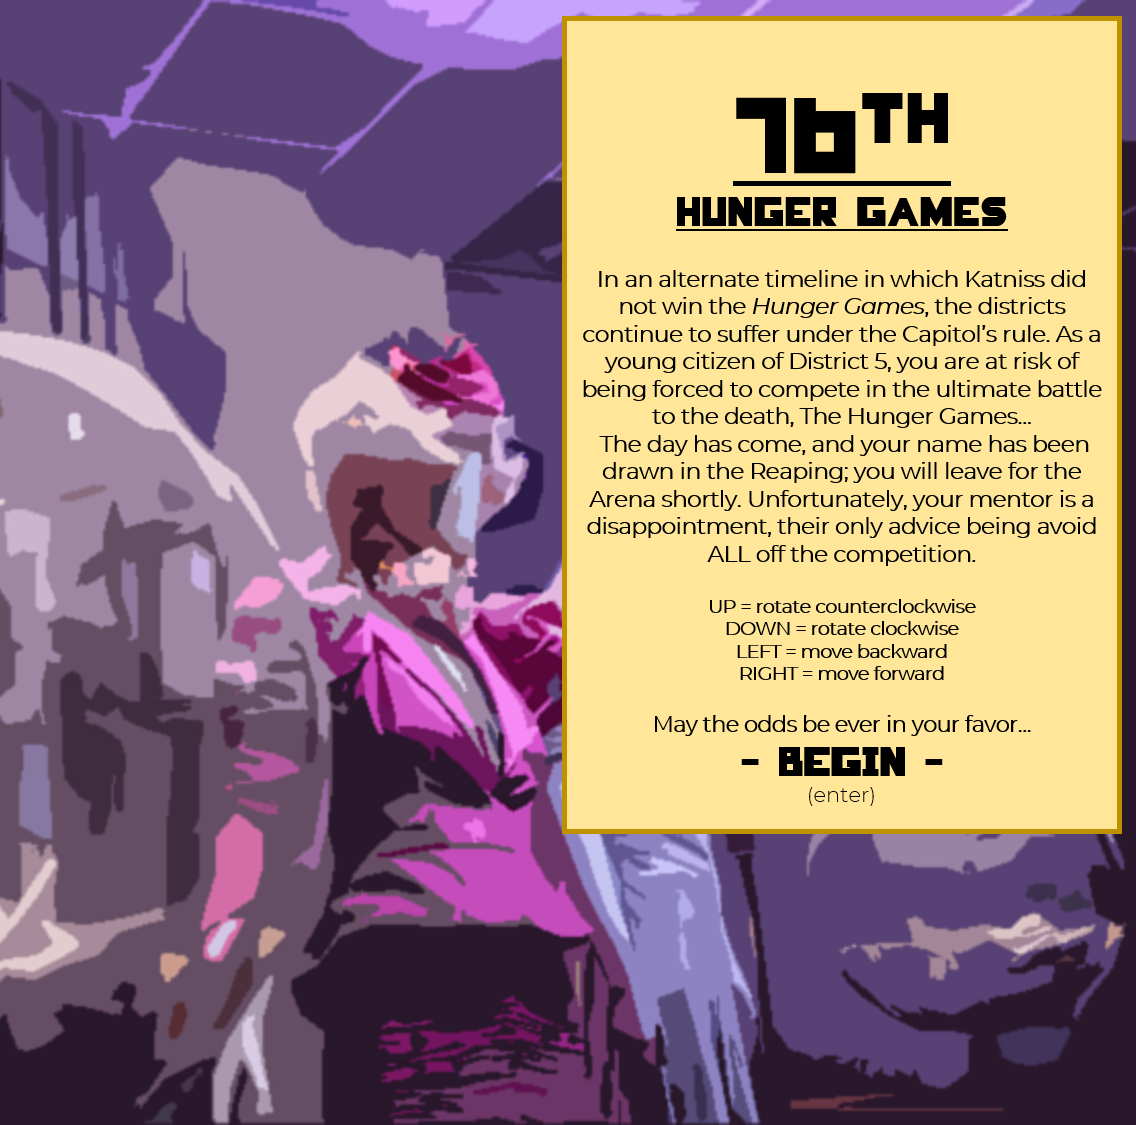 76TH
HUNGER GAMES
In an alternate timeline in which Katniss did
not win the Hunger Games, the districts
continue to suffer under the Capitol’s rule. As a
young citizen of District 5, you are at risk of
being forced to compete in the ultimate battle
to the death, The Hunger Games...
The day has come, and your name has been
drawn in the Reaping; you will leave for the
Arena shortly. Unfortunately, your mentor is a
disappointment, their only advice being avoid
ALL off the competition.
UP = rotate counterclockwise
DOWN = rotate clockwise
LEFT = move backward
RIGHT = move forward
May the odds be ever in your favor...
- BEGIN -
(enter)